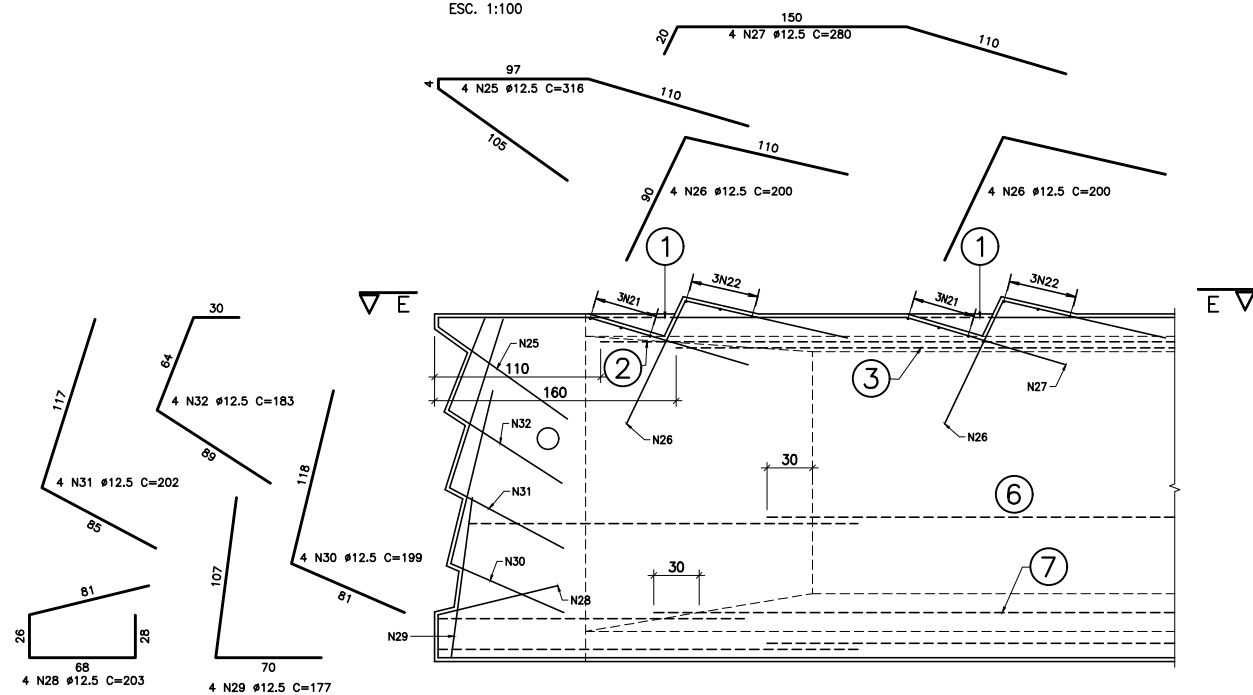 ESC. 1:100
150
20
4 N27 ø12.5 C=280
110
97
4
4 N25 ø12.5 C=316
110
105
110
90
4 N26 ø12.5 C=200
110
4 N26 ø12.5 C=200
1
1
3N21
3N22
3N21
3N22
E
E
30
64
117
4 N32 ø12.5 C=183
89
118
4 N31 ø12.5 C=202
85
4 N30 ø12.5 C=199
81
107
81
26
28
68
4 N28 ø12.5 C=203
70
4 N29 ø12.5 C=177
N25
110
2
3
160
N27
N32
N26
N26
30
N31
6
N30
30
7
N28
N29